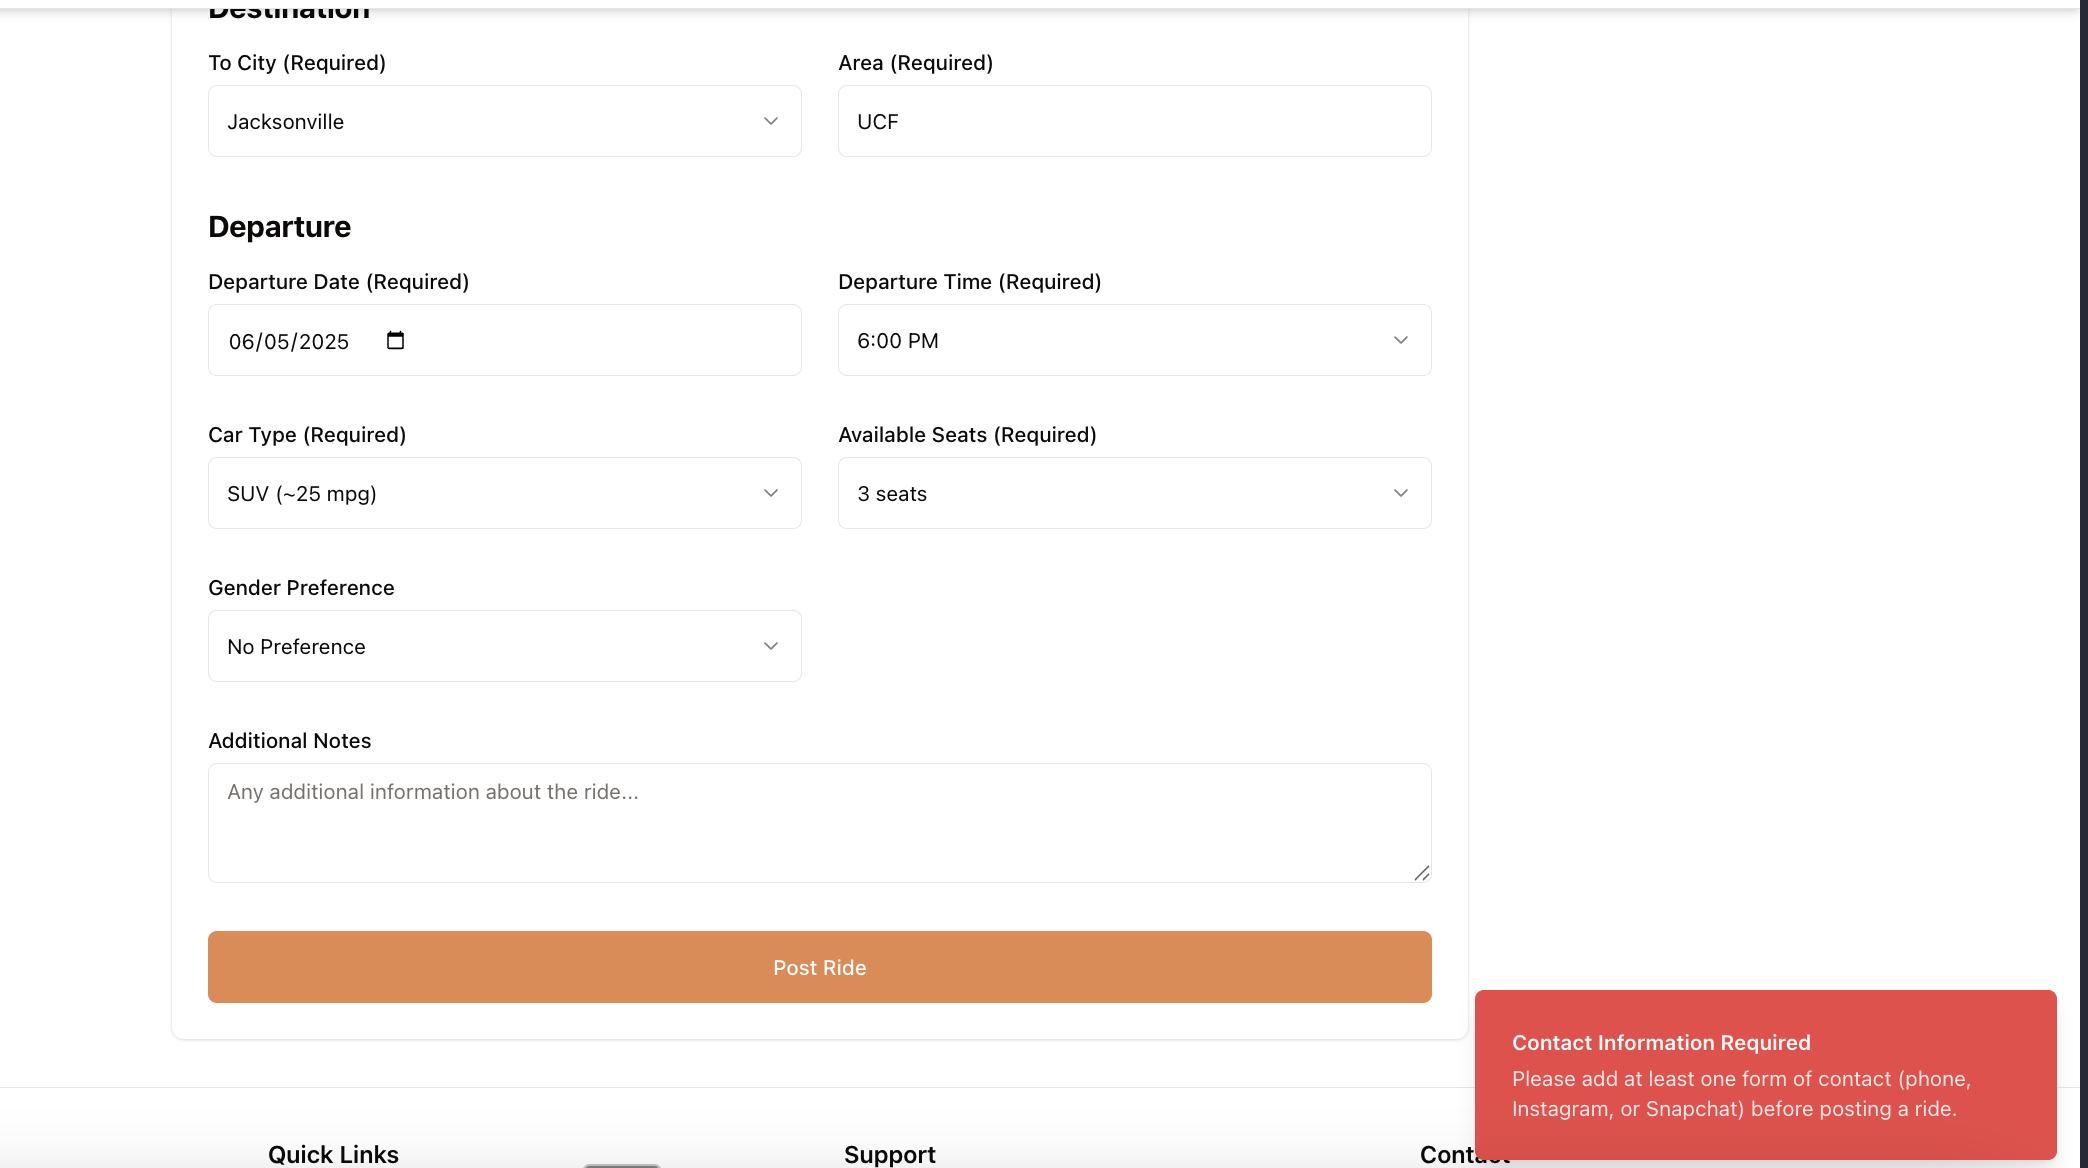 Destination
To City (Required)
Area (Required)
Jacksonville
UCF
Departure
Departure Date (Required)
Departure Time (Required)
06/05/2025
6:00 PM
Car Type (Required)
Available Seats (Required)
SUV (~25 mpg)
3 seats
Gender Preference
No Preference
Additional Notes
Any additional information about the ride...
Post Ride
Contact Information Required
Please add at least one form of contact (phone,
Instagram, or Snapchat) before posting a ride.
Quick Links
Support
Contact